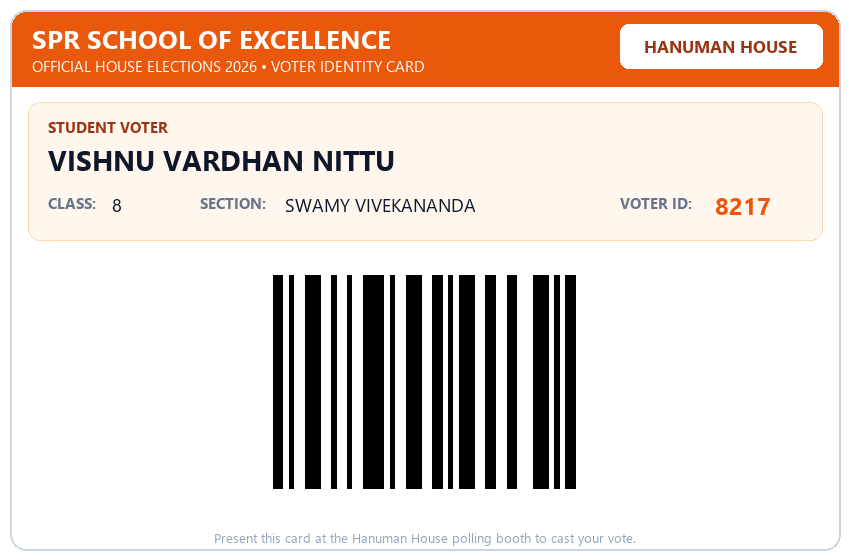 SPR SCHOOL OF EXCELLENCE
OFFICIAL HOUSE ELECTIONS 2026 • VOTER IDENTITY CARD
HANUMAN HOUSE
STUDENT VOTER
VISHNU VARDHAN NITTU
CLASS: 8 SECTION: SWAMY VIVEKANANDA VOTER ID: 8217
Present this card at the Hanuman House polling booth to cast your vote.